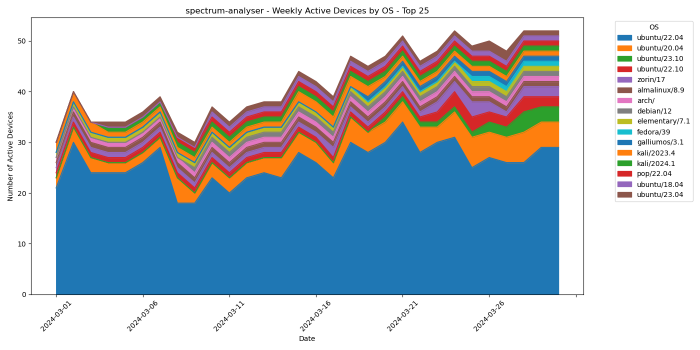 spectrum-analyser - Weekly Active Devices by OS - Top 25
Number of Active Devices
50
40
30
20
10
0
2024-03-01
2024-03-06
2024-03-11
2024-03-16
2024-03-21
2024-03-26
Date
OS
ubuntu/22.04
ubuntu/20.04
ubuntu/23.10
ubuntu/22.10
zorin/17
almalinux/8.9
arch/
debian/12
elementary/7.1
fedora/39
galliumos/3.1
kali/2023.4
kali/2024.1
pop/22.04
ubuntu/18.04
ubuntu/23.04